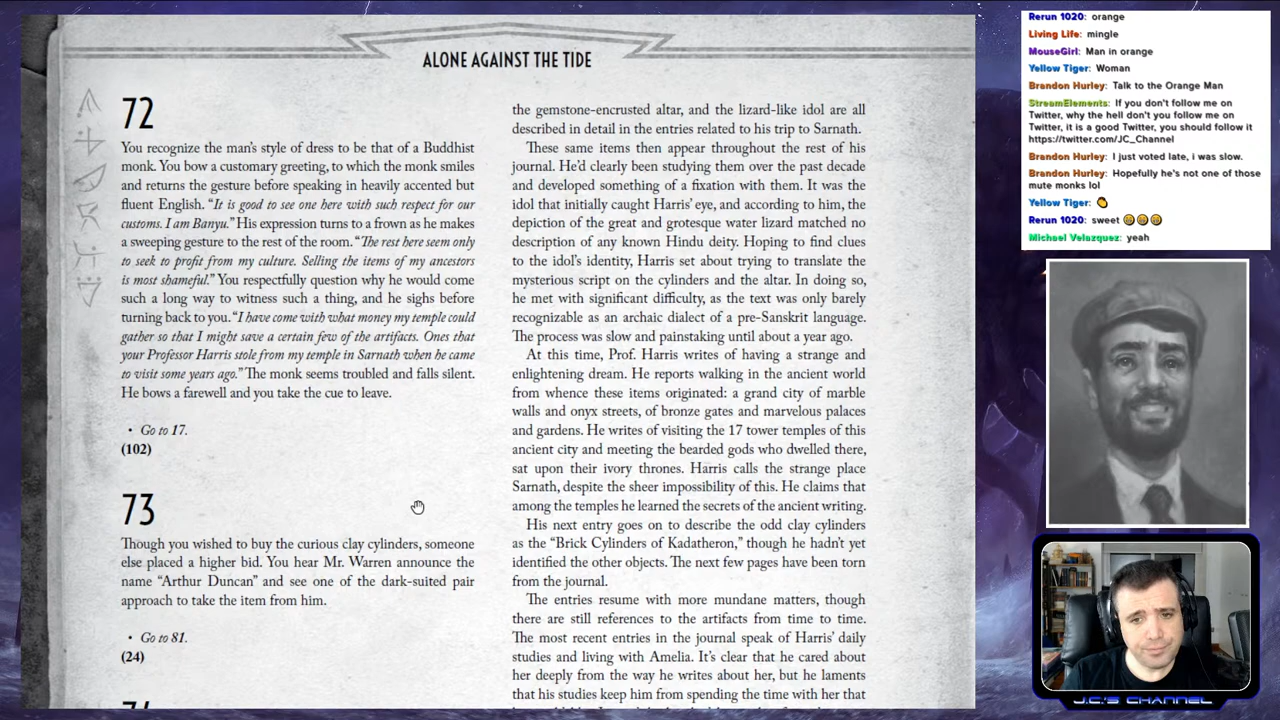 ALONE AGAINST THE TIDE
72
You recognize the man's style of dress to be that of a Buddhist
monk. You bow a customary greeting, to which the monk smiles
and returns the gesture before speaking in heavily accented but
fluent English. "It is good to see one here with such respect for our
customs. I am Banyu." His expression turns to a frown as he makes
a sweeping gesture to the rest of the room. "The rest here seem only
to seek to profit from my culture. Selling the items of my ancestors
is most shameful." You respectfully question why he would come
such a long way to witness such a thing, and he sighs before
turning back to you. "I have come with what money my temple could
gather so that I might save a certain few of the artifacts. Ones that
your Professor Harris stole from my temple in Sarnath when he came
to visit some years ago." The monk seems troubled and falls silent.
He bows a farewell and you take the cue to leave.
• Go to 17.
(102)
73
Though you wished to buy the curious clay cylinders, someone
else placed a higher bid. You hear Mr. Warren announce the
name "Arthur Duncan" and see one of the dark-suited pair
approach to take the item from him.
• Go to 81.
(24)
the gemstone-encrusted altar, and the lizard-like idol are all
described in detail in the entries related to his trip to Sarnath.
These same items then appear throughout the rest of his
journal. He'd clearly been studying them over the past decade
and developed something of a fixation with them. It was the
idol that initially caught Harris' eye, and according to him, the
depiction of the great and grotesque water lizard matched no
description of any known Hindu deity. Hoping to find clues
to the idol's identity, Harris set about trying to translate the
mysterious script on the cylinders and the altar. In doing so,
he met with significant difficulty, as the text was only barely
recognizable as an archaic dialect of a pre-Sanskrit language.
The process was slow and painstaking until about a year ago.
At this time, Prof. Harris writes of having a strange and
enlightening dream. He reports walking in the ancient world
from whence these items originated: a grand city of marble
walls and onyx streets, of bronze gates and marvelous palaces
and gardens. He writes of visiting the 17 tower temples of this
ancient city and meeting the bearded gods who dwelled there,
sat upon their ivory thrones. Harris calls the strange place
Sarnath, despite the sheer impossibility of this. He claims that
among the temples he learned the secrets of the ancient writing.
His next entry goes on to describe the odd clay cylinders
as the "Brick Cylinders of Kadatheron," though he hadn't yet
identified the other objects. The next few pages have been torn
from the journal.
The entries resume with more mundane matters, though
there are still references to the artifacts from time to time.
The most recent entries in the journal speak of Harris' daily
studies and living with Amelia. It's clear that he cared about
her deeply from the way he writes about her, but he laments
that his studies keep him from spending the time with her that
Rerun 1020: orange
Living Life: mingle
MouseGirl: Man in orange
Yellow Tiger: Woman
Brandon Hurley: Talk to the Orange Man
StreamElements: If you don't follow me on
Twitter, why the hell don't you follow me on
Twitter, it is a good Twitter, you should follow it
https://twitter.com/JC_Channel
Brandon Hurley: I just voted late, i was slow.
Brandon Hurley: Hopefully he's not one of those
mute monks lol
Yellow Tiger: 👏
Rerun 1020: sweet 😄😄😄
Michael Velazquez: yeah
J.C.'S CHANNEL